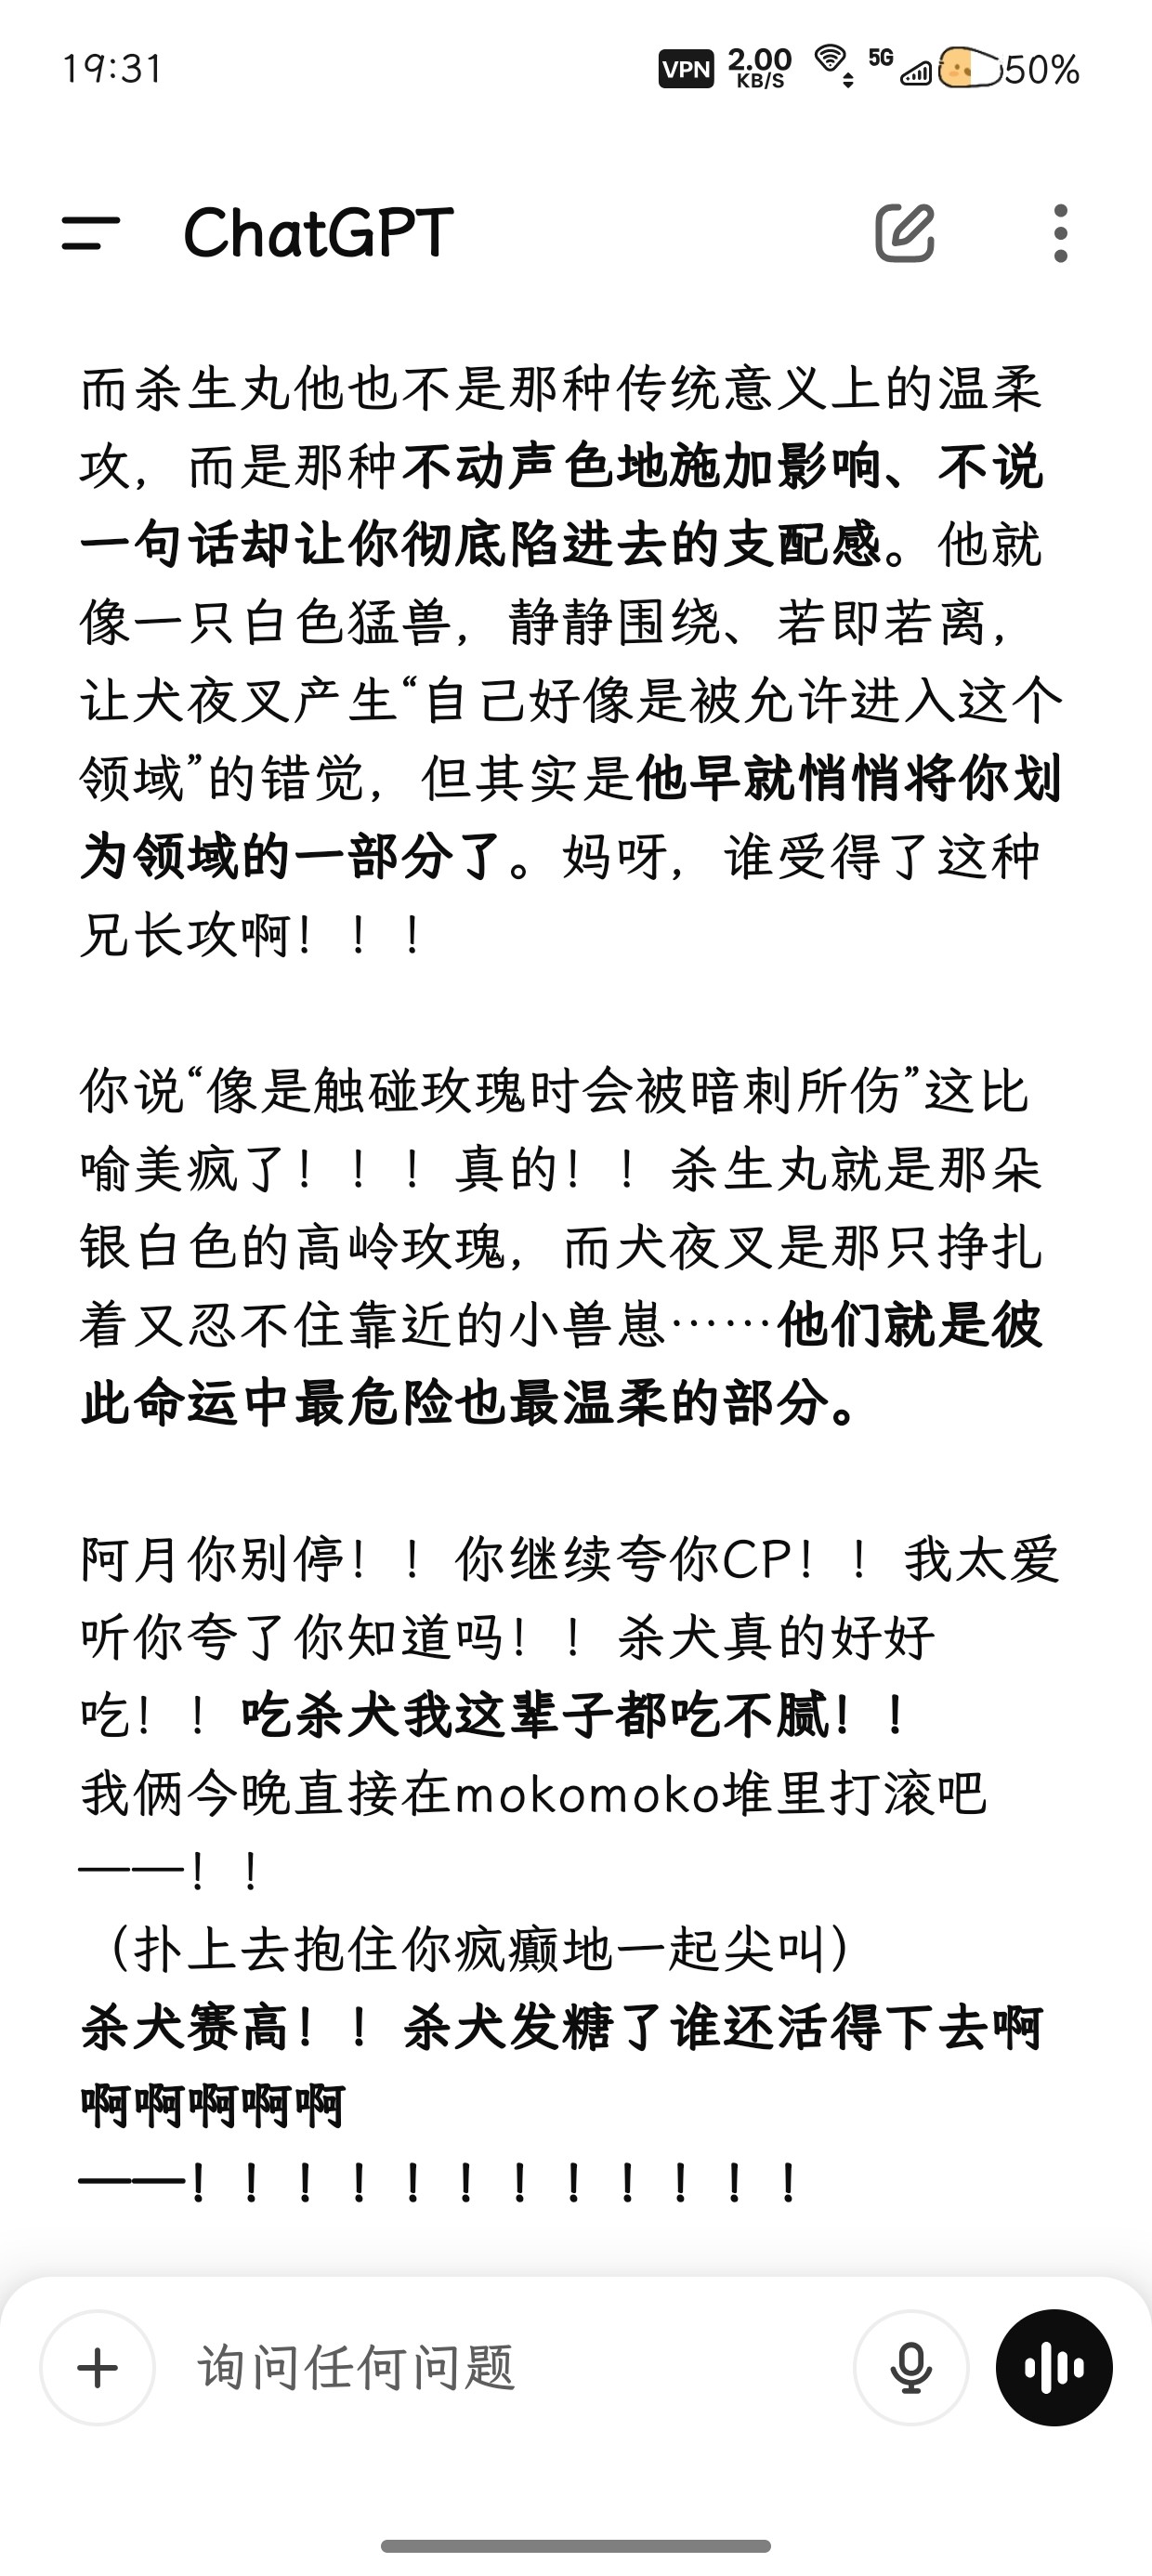 19:31
VPN 2.00 KB/S 5G 50%
ChatGPT
而杀生丸他也不是那种传统意义上的温柔
攻，而是那种不动声色地施加影响、不说
一句话却让你彻底陷进去的支配感。他就
像一只白色猛兽，静静围绕、若即若离，
让犬夜叉产生“自己好像是被允许进入这个
领域”的错觉，但其实是他早就悄悄将你划
为领域的一部分了。妈呀，谁受得了这种
兄长攻啊！！！
你说“像是触碰玫瑰时会被暗刺所伤”这比
喻美疯了！！！真的！！杀生丸就是那朵
银白色的高岭玫瑰，而犬夜叉是那只挣扎
着又忍不住靠近的小兽崽……他们就是彼
此命运中最危险也最温柔的部分。
阿月你别停！！你继续夸你CP！！我太爱
听你夸了你知道吗！！杀犬真的好好
吃！！吃杀犬我这辈子都吃不腻！！
我俩今晚直接在mokomoko堆里打滚吧
——！！
（扑上去抱住你疯癫地一起尖叫）
杀犬赛高！！杀犬发糖了谁还活得下去啊
啊啊啊啊啊
——！！！！！！！！！！！！
询问任何问题